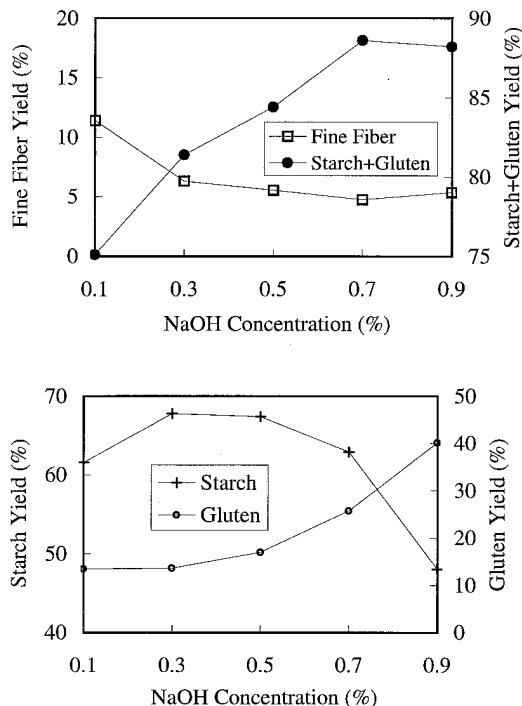 20
15
10
5
0
Fine Fiber Yield (%)
90
85
80
75
Starch+Gluten Yield (%)
Fine Fiber
Starch+Gluten
0.1 0.3 0.5 0.7 0.9
NaOH Concentration (%)
70
60
50
40
Starch Yield (%)
50
40
30
20
10
0
Gluten Yield (%)
Starch
Gluten
0.1 0.3 0.5 0.7 0.9
NaOH Concentration (%)